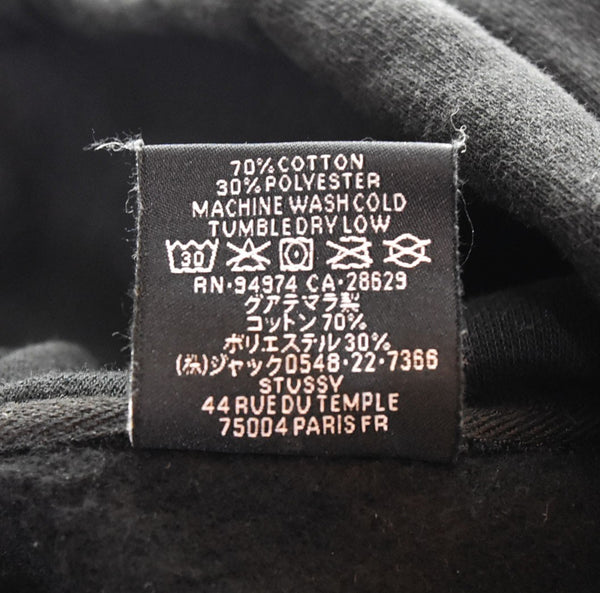 70% COTTON
30% POLYESTER
MACHINE WASH COLD
TUMBLE DRY LOW
30
RN·94974 CA·28629
グアテマラ製
コットン 70%
ポリエステル 30%
(株)ジャック0548·22·7366
STUSSY
44 RUE DU TEMPLE
75004 PARIS FR